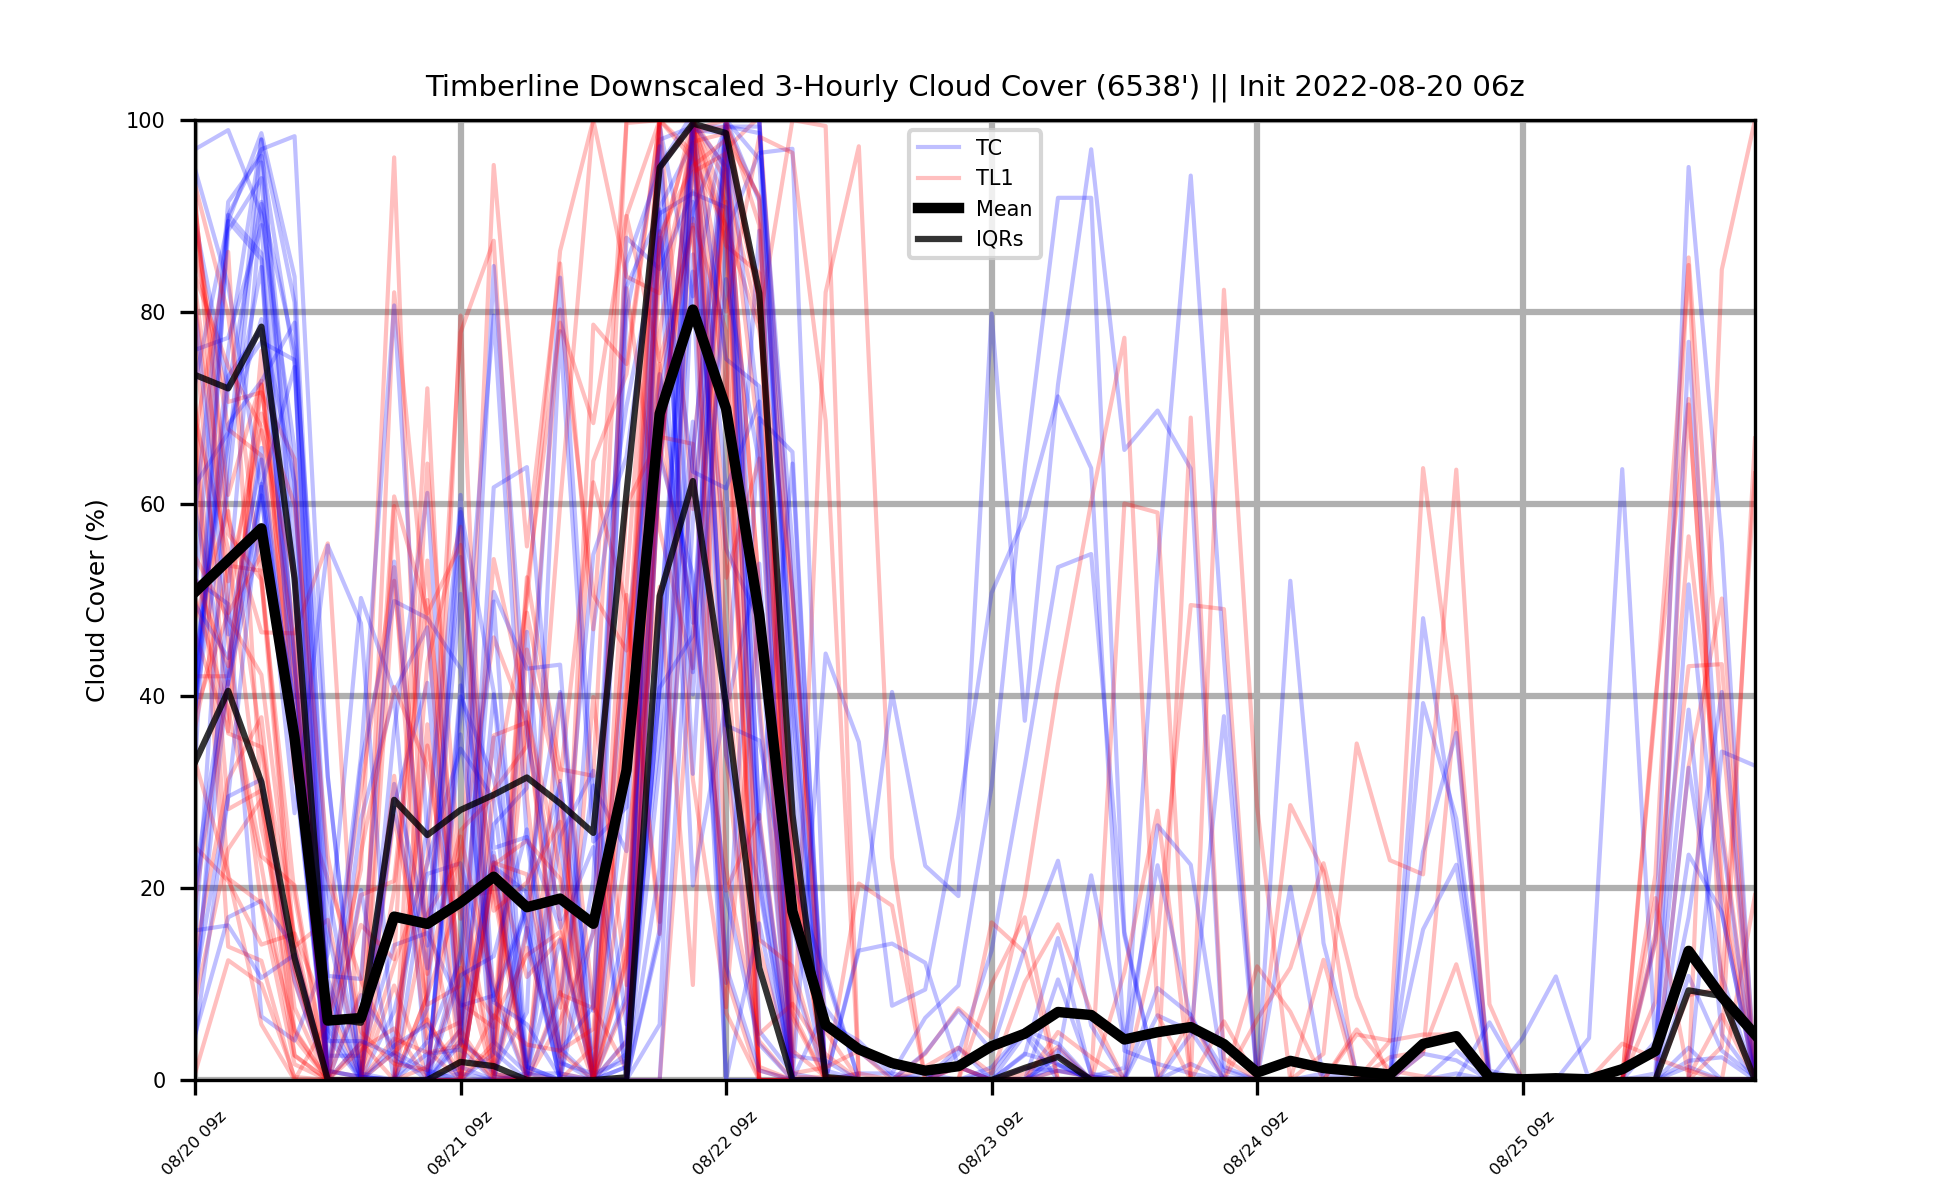 Timberline Downscaled 3-Hourly Cloud Cover (6538') || Init 2022-08-20 06z
TC
TL1
Mean
IQRs
Cloud Cover (%)
100
80
60
40
20
0
08/20 09z
08/21 09z
08/22 09z
08/23 09z
08/24 09z
08/25 09z